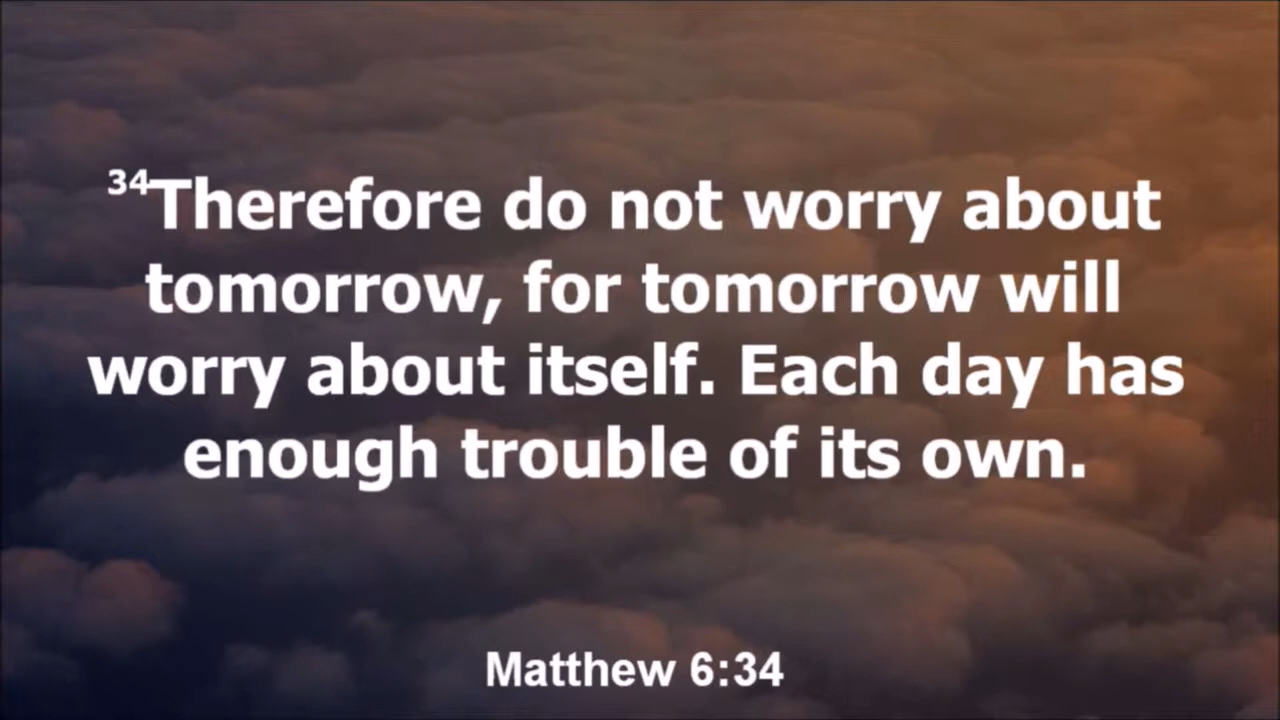 34Therefore do not worry about
tomorrow, for tomorrow will
worry about itself. Each day has
enough trouble of its own.
Matthew 6:34